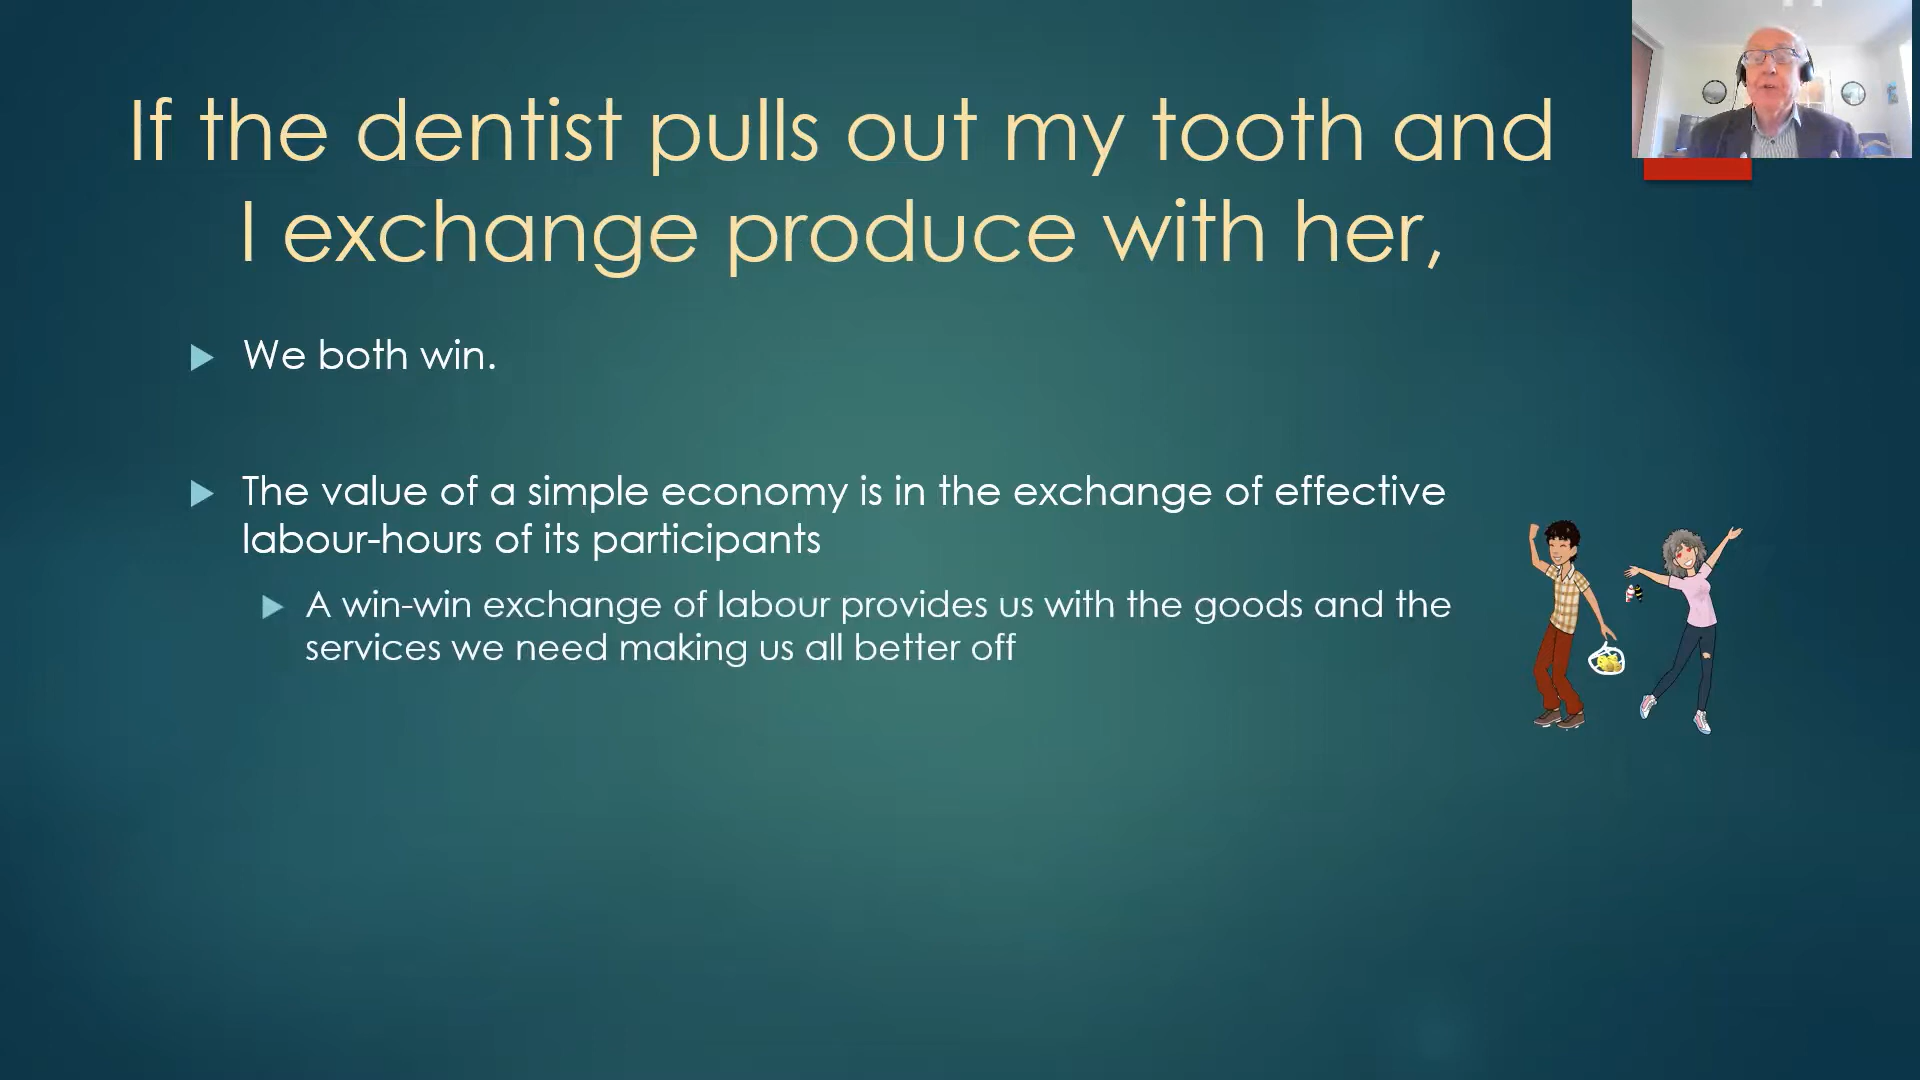 If the dentist pulls out my tooth and
I exchange produce with her,
We both win.
The value of a simple economy is in the exchange of effective
labour-hours of its participants
A win-win exchange of labour provides us with the goods and the
services we need making us all better off